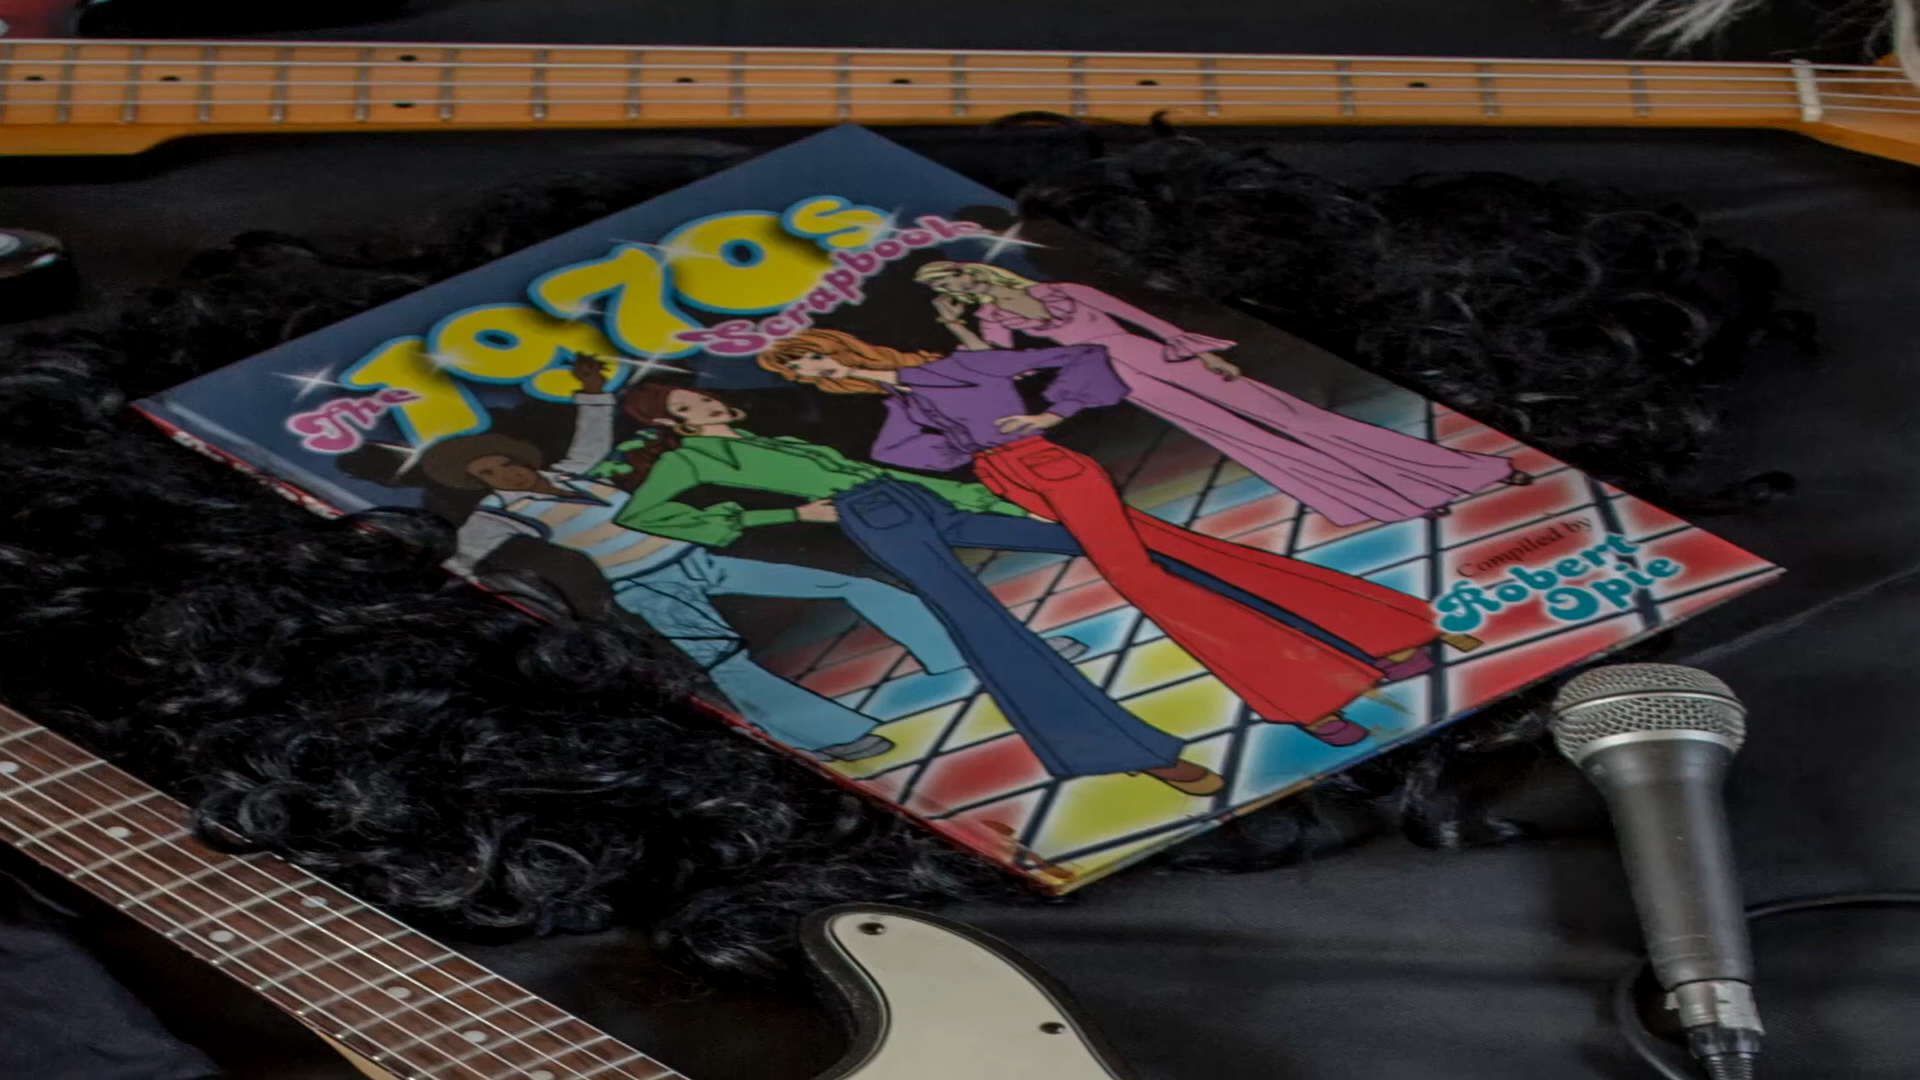 The 1970s
Scrapbook
Compiled by
Robert
Opie